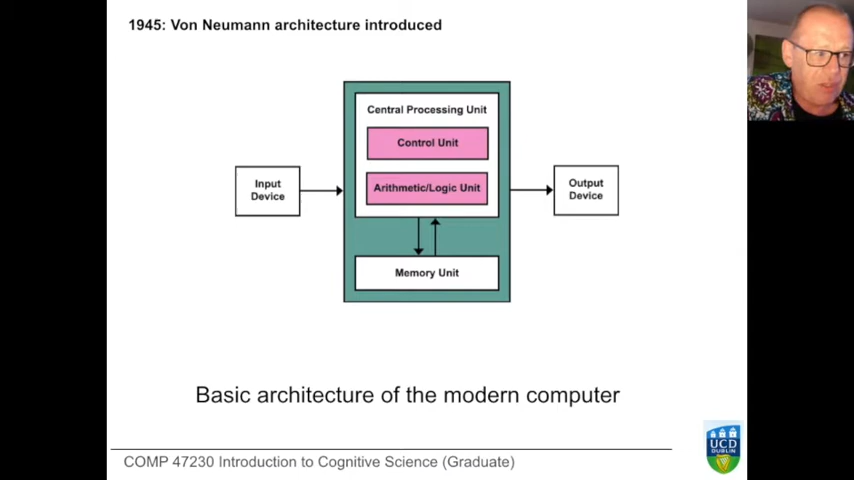 1945: Von Neumann architecture introduced
Central Processing Unit
Control Unit
Arithmetic/Logic Unit
Input
Device
Output
Device
Memory Unit
Basic architecture of the modern computer
COMP 47230 Introduction to Cognitive Science (Graduate)
UCD
DUBLIN